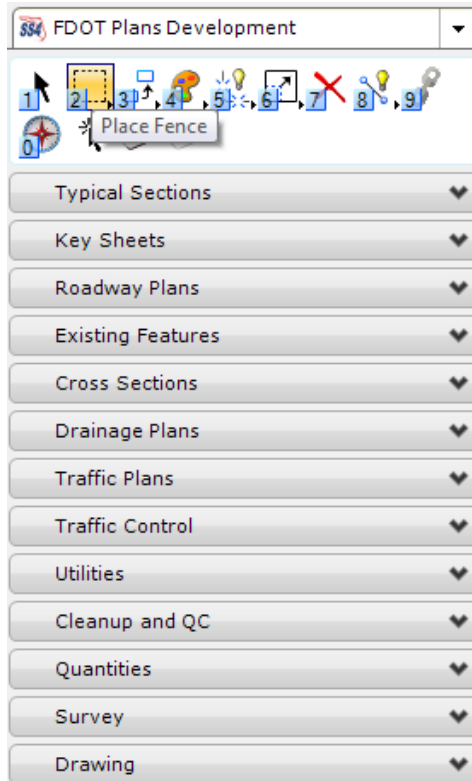 SS4 FDOT Plans Development
1 2 3 4 5 6 7 8 9
Place Fence
0
Typical Sections
Key Sheets
Roadway Plans
Existing Features
Cross Sections
Drainage Plans
Traffic Plans
Traffic Control
Utilities
Cleanup and QC
Quantities
Survey
Drawing